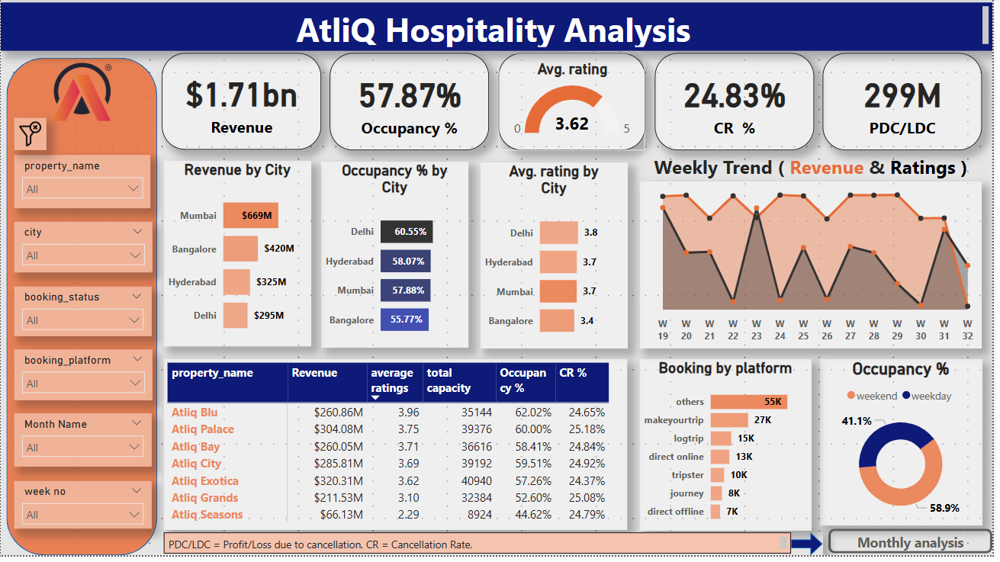 AtliQ Hospitality Analysis
®
$1.71bn
Revenue
57.87%
Occupancy %
Avg. rating
0
3.62
5
24.83%
CR %
299M
PDC/LDC
property_name
All
city
All
booking_status
All
booking_platform
All
Month Name
All
week no
All
Revenue by City
Mumbai $669M
Bangalore $420M
Hyderabad $325M
Delhi $295M
Occupancy % by
City
Delhi 60.55%
Hyderabad 58.07%
Mumbai 57.88%
Bangalore 55.77%
Avg. rating by
City
Delhi 3.8
Hyderabad 3.7
Mumbai 3.7
Bangalore 3.4
Weekly Trend ( Revenue & Ratings )
W W W W W W W W W W W W W W
19 20 21 22 23 24 25 26 27 28 29 30 31 32
property_name Revenue average total Occupan CR %
ratings capacity cy %
Atliq Blu $260.86M 3.96 35144 62.02% 24.65%
Atliq Palace $304.08M 3.75 39376 60.00% 25.18%
Atliq Bay $260.05M 3.71 36616 58.41% 24.84%
Atliq City $285.81M 3.69 39192 59.51% 24.92%
Atliq Exotica $320.31M 3.62 40940 57.26% 24.37%
Atliq Grands $211.53M 3.10 32384 52.60% 25.08%
Atliq Seasons $66.13M 2.29 8924 44.62% 24.79%
Booking by platform
others 55K
makeyourtrip 27K
logtrip 15K
direct online 13K
tripster 10K
journey 8K
direct offline 7K
Occupancy %
weekend weekday
41.1%
58.9%
PDC/LDC = Profit/Loss due to cancellation, CR = Cancellation Rate,
Monthly analysis